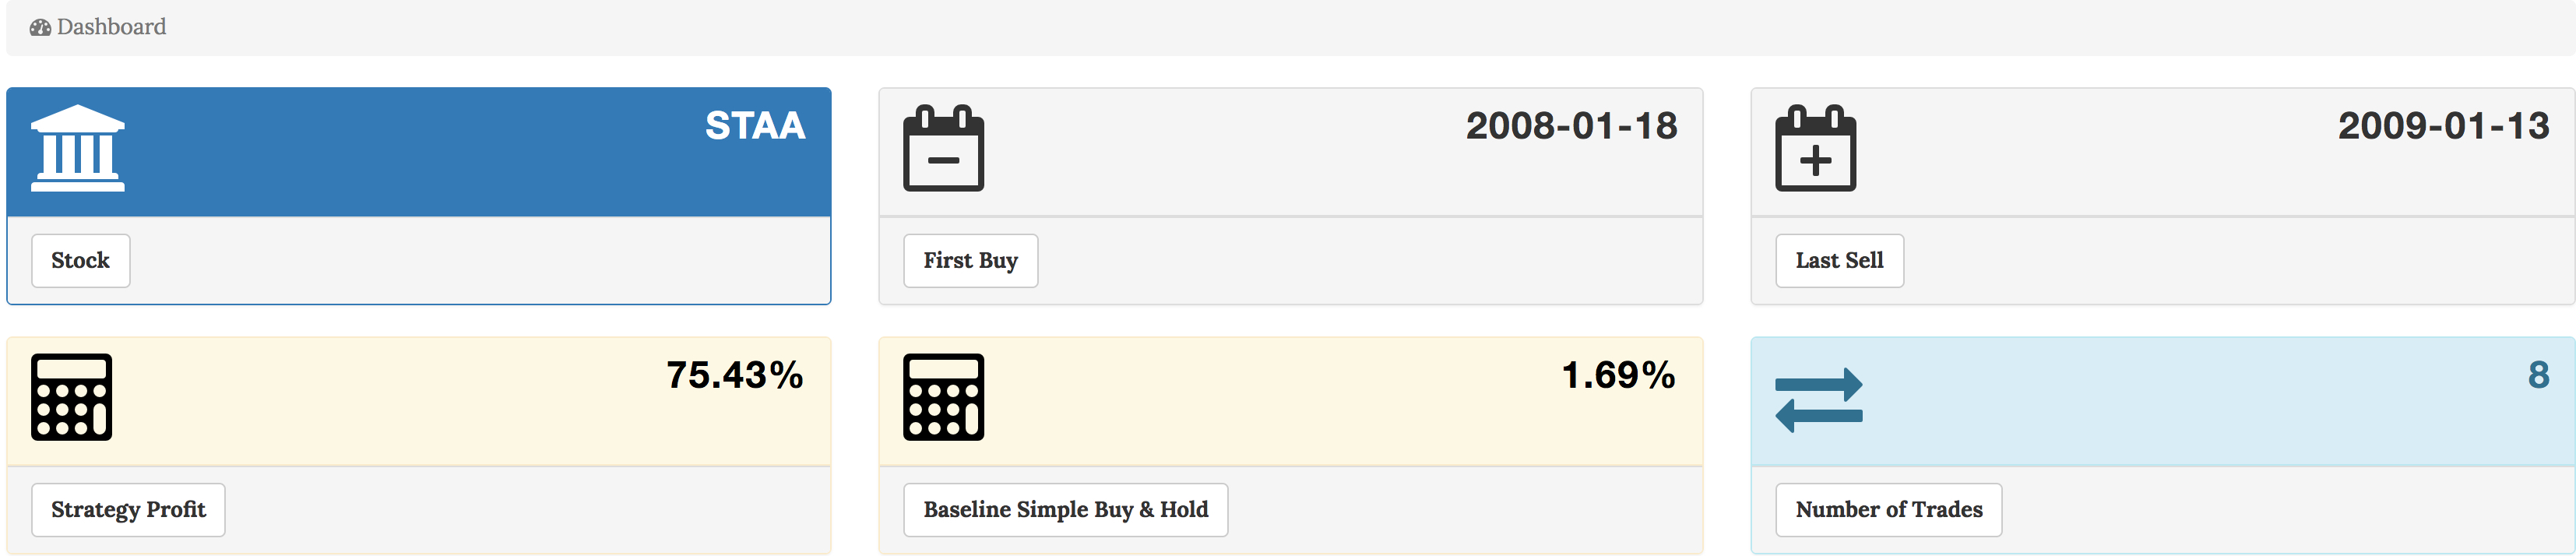 Dashboard
STAA
Stock
2008-01-18
First Buy
2009-01-13
Last Sell
75.43%
Strategy Profit
1.69%
Baseline Simple Buy & Hold
8
Number of Trades